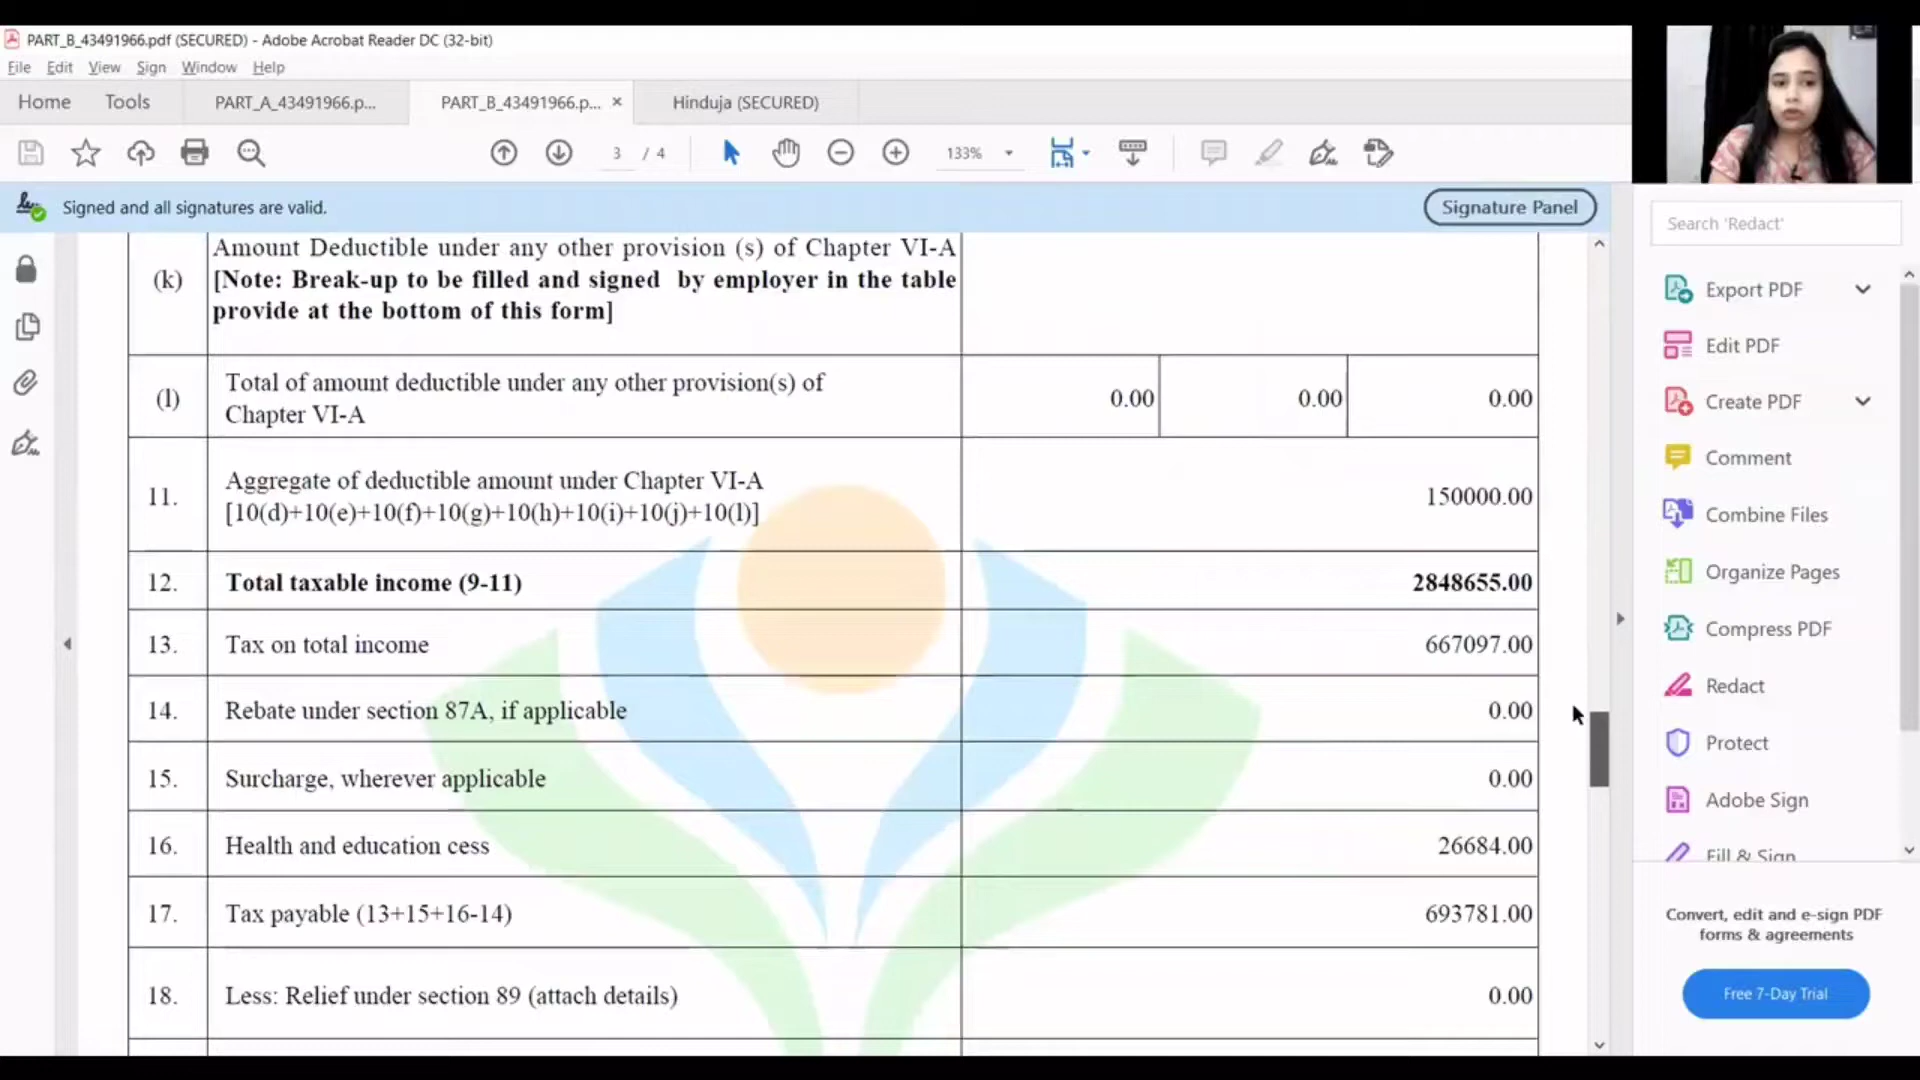 PART_B_43491966.pdf (SECURED) - Adobe Acrobat Reader DC (32-bit)
File Edit View Sign Window Help
Home Tools PART_A_43491966.p... PART_B_43491966.p... × Hinduja (SECURED)
3 / 4 133%
Signed and all signatures are valid. Signature Panel
(k) Amount Deductible under any other provision (s) of Chapter VI-A
[Note: Break-up to be filled and signed by employer in the table
provide at the bottom of this form]
(l) Total of amount deductible under any other provision(s) of
Chapter VI-A
0.00 0.00 0.00
11. Aggregate of deductible amount under Chapter VI-A
[10(d)+10(e)+10(f)+10(g)+10(h)+10(i)+10(j)+10(l)]
150000.00
12. Total taxable income (9-11) 2848655.00
13. Tax on total income 667097.00
14. Rebate under section 87A, if applicable 0.00
15. Surcharge, wherever applicable 0.00
16. Health and education cess 26684.00
17. Tax payable (13+15+16-14) 693781.00
18. Less: Relief under section 89 (attach details) 0.00
Search 'Redact'
Export PDF
Edit PDF
Create PDF
Comment
Combine Files
Organize Pages
Compress PDF
Redact
Protect
Adobe Sign
Fill & Sign
Convert, edit and e-sign PDF
forms & agreements
Free 7-Day Trial